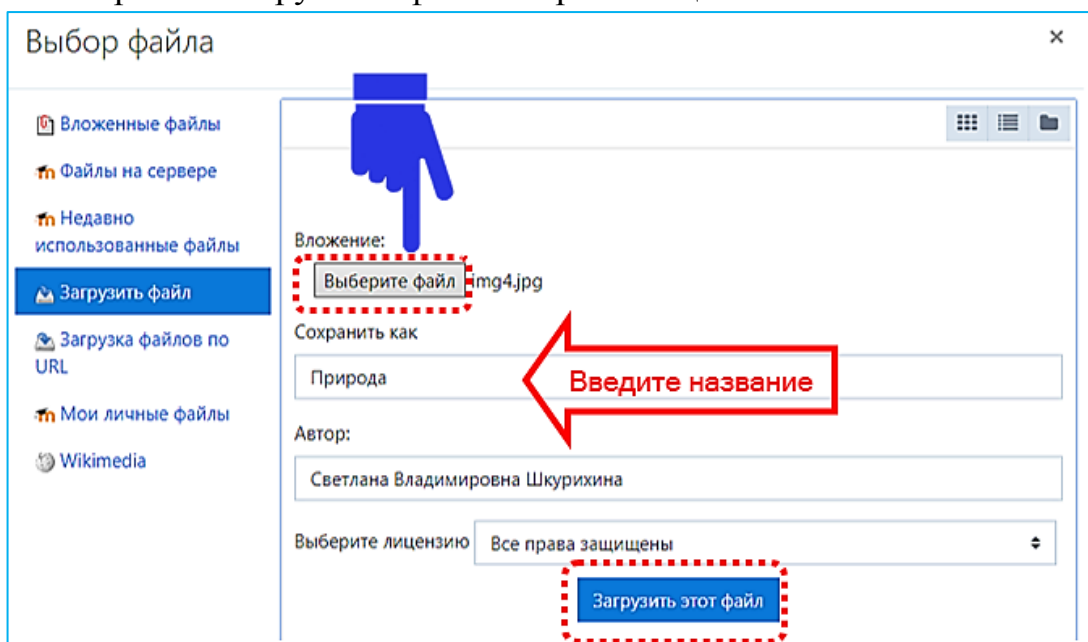 Выбор файла
×
Вложенные файлы
Файлы на сервере
Недавно
использованные файлы
Загрузить файл
Загрузка файлов по
URL
Мои личные файлы
Wikimedia
Вложение:
Выберите файл img4.jpg
Сохранить как
Природа
Введите название
Автор:
Светлана Владимировна Шкурихина
Выберите лицензию Все права защищены
Загрузить этот файл